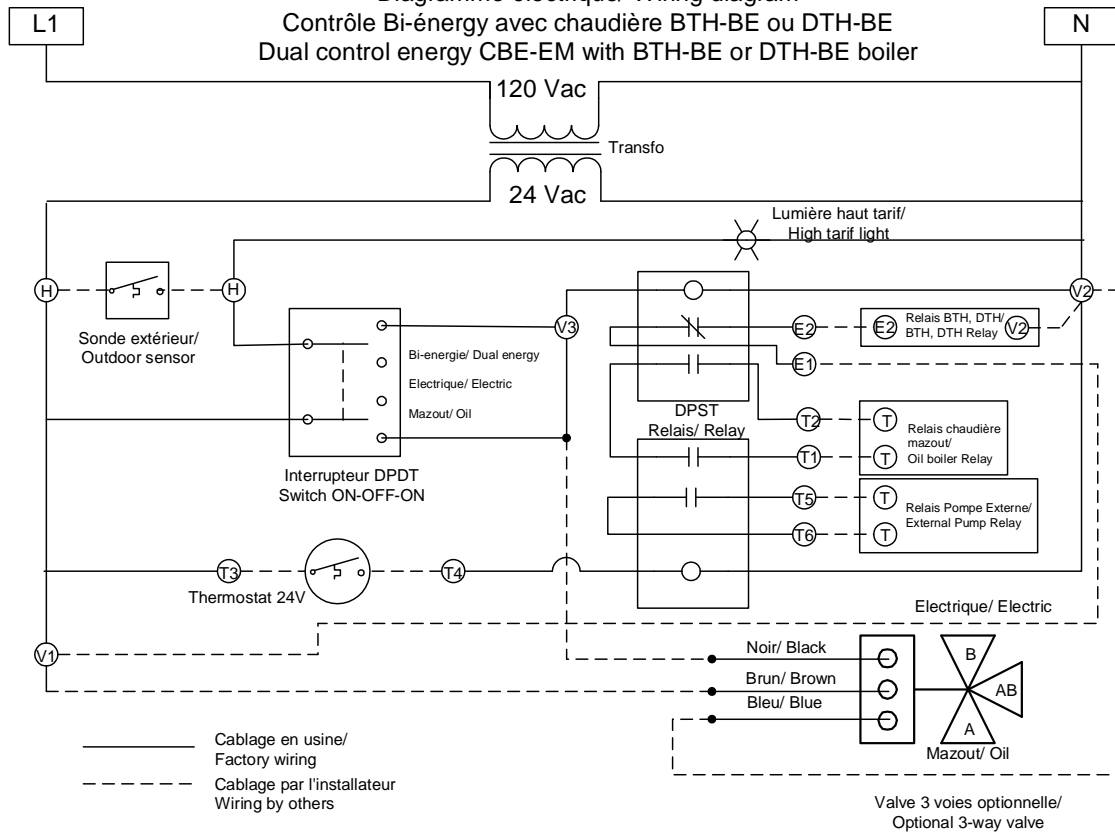 Diagramme électrique/ Wiring diagram
L1
Contrôle Bi-énergy avec chaudière BTH-BE ou DTH-BE
N
Dual control energy CBE-EM with BTH-BE or DTH-BE boiler
120 Vac
Transfo
24 Vac
Lumière haut tarif/
High tarif light
H
H
V2
Sonde extérieur/
Outdoor sensor
V3
E2
E2
Relais BTH, DTH/
BTH, DTH Relay
V2
Bi-energie/ Dual energy
E1
Electrique/ Electric
Mazout/ Oil
DPST
Relais/ Relay
T2
T
Relais chaudière
mazout/
Oil boiler Relay
T1
T
Interrupteur DPDT
Switch ON-OFF-ON
T5
T
Relais Pompe Externe/
External Pump Relay
T6
T
T3
T4
Thermostat 24V
Electrique/ Electric
V1
Noir/ Black
B
Brun/ Brown
AB
Bleu/ Blue
A
Mazout/ Oil
Cablage en usine/
Factory wiring
Cablage par l'installateur
Wiring by others
Valve 3 voies optionnelle/
Optional 3-way valve